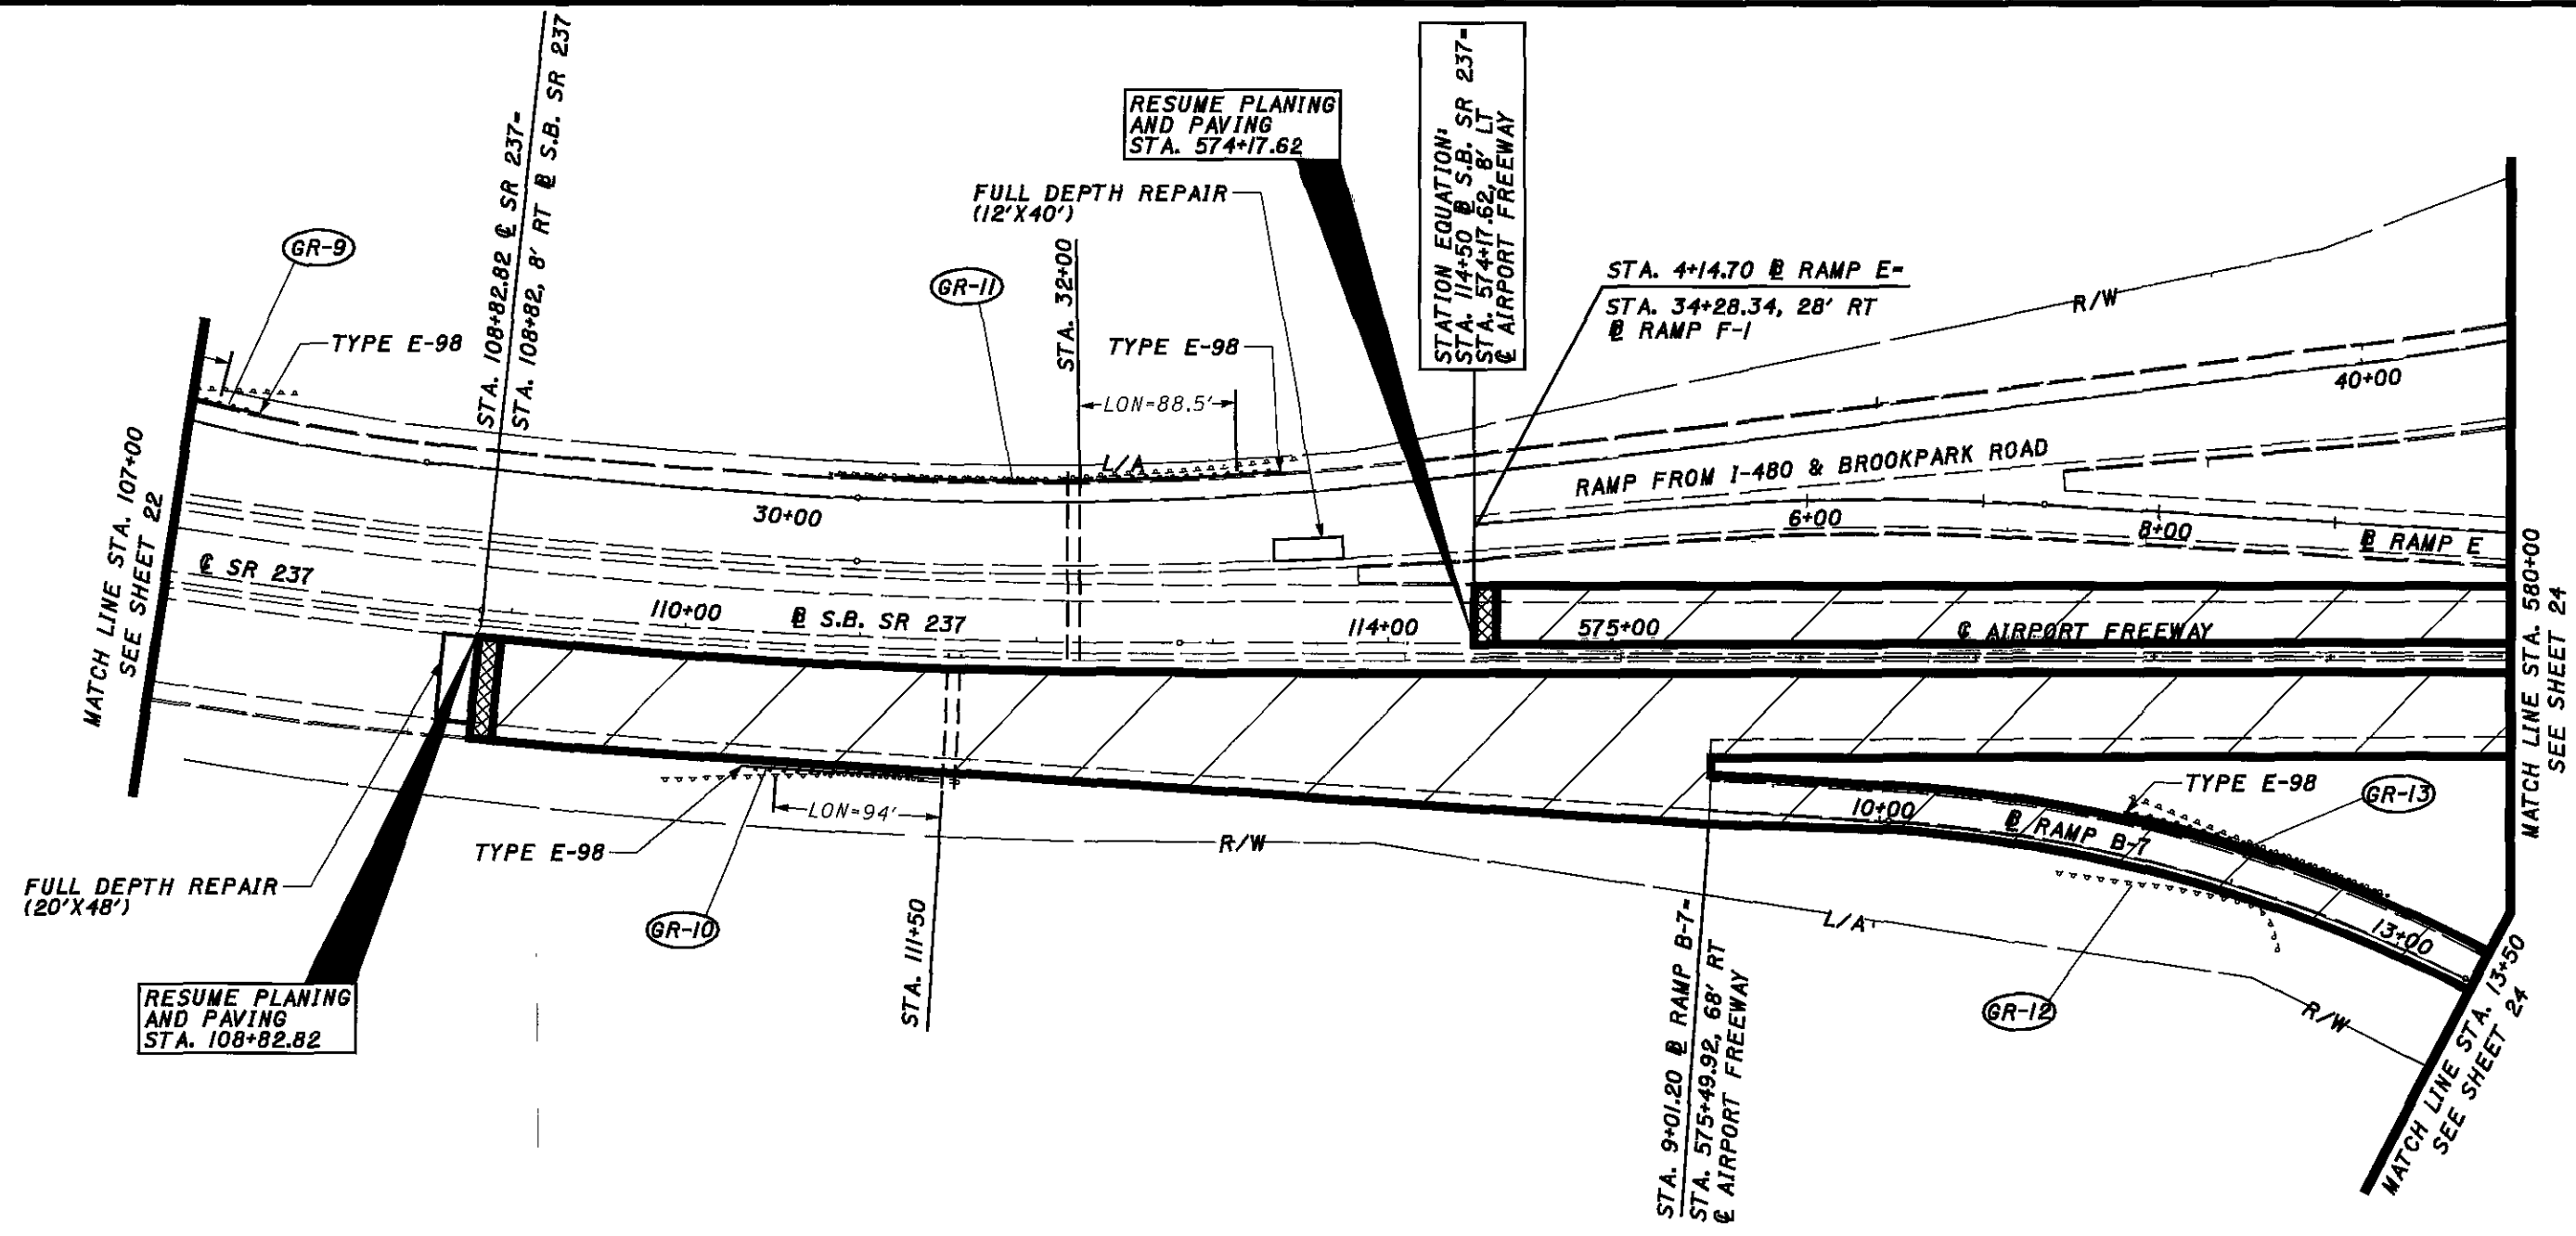 STA. 108+82.82 ℄ SR 237=
STA. 108+82, 8' RT ⅊ S.B. SR 237
RESUME PLANING
AND PAVING
STA. 574+17.62
STATION EQUATION:
STA. 114+50 ⅊ S.B. SR 237=
STA. 574+17.62, 8' LT
℄ AIRPORT FREEWAY
FULL DEPTH REPAIR
(12'X40')
GR-9
GR-11
STA. 32+00
STA. 4+14.70 ⅊ RAMP E=
STA. 34+28.34, 28' RT
⅊ RAMP F-1
R/W
TYPE E-98
TYPE E-98
LON=88.5'
40+00
L/A
MATCH LINE STA. 107+00
SEE SHEET 22
RAMP FROM I-480 & BROOKPARK ROAD
30+00
6+00
8+00
⅊ RAMP E
℄ SR 237
110+00
⅊ S.B. SR 237
114+00
575+00
℄ AIRPORT FREEWAY
MATCH LINE STA. 580+00
SEE SHEET 24
TYPE E-98
GR-13
LON=94'
10+00
⅊ RAMP B-7
TYPE E-98
R/W
FULL DEPTH REPAIR
(20'X48')
GR-10
STA. 111+50
L/A
13+00
RESUME PLANING
AND PAVING
STA. 108+82.82
GR-12
R/W
STA. 9+01.20 ⅊ RAMP B-7=
STA. 575+49.92, 68' RT
℄ AIRPORT FREEWAY
MATCH LINE STA. 13+50
SEE SHEET 24